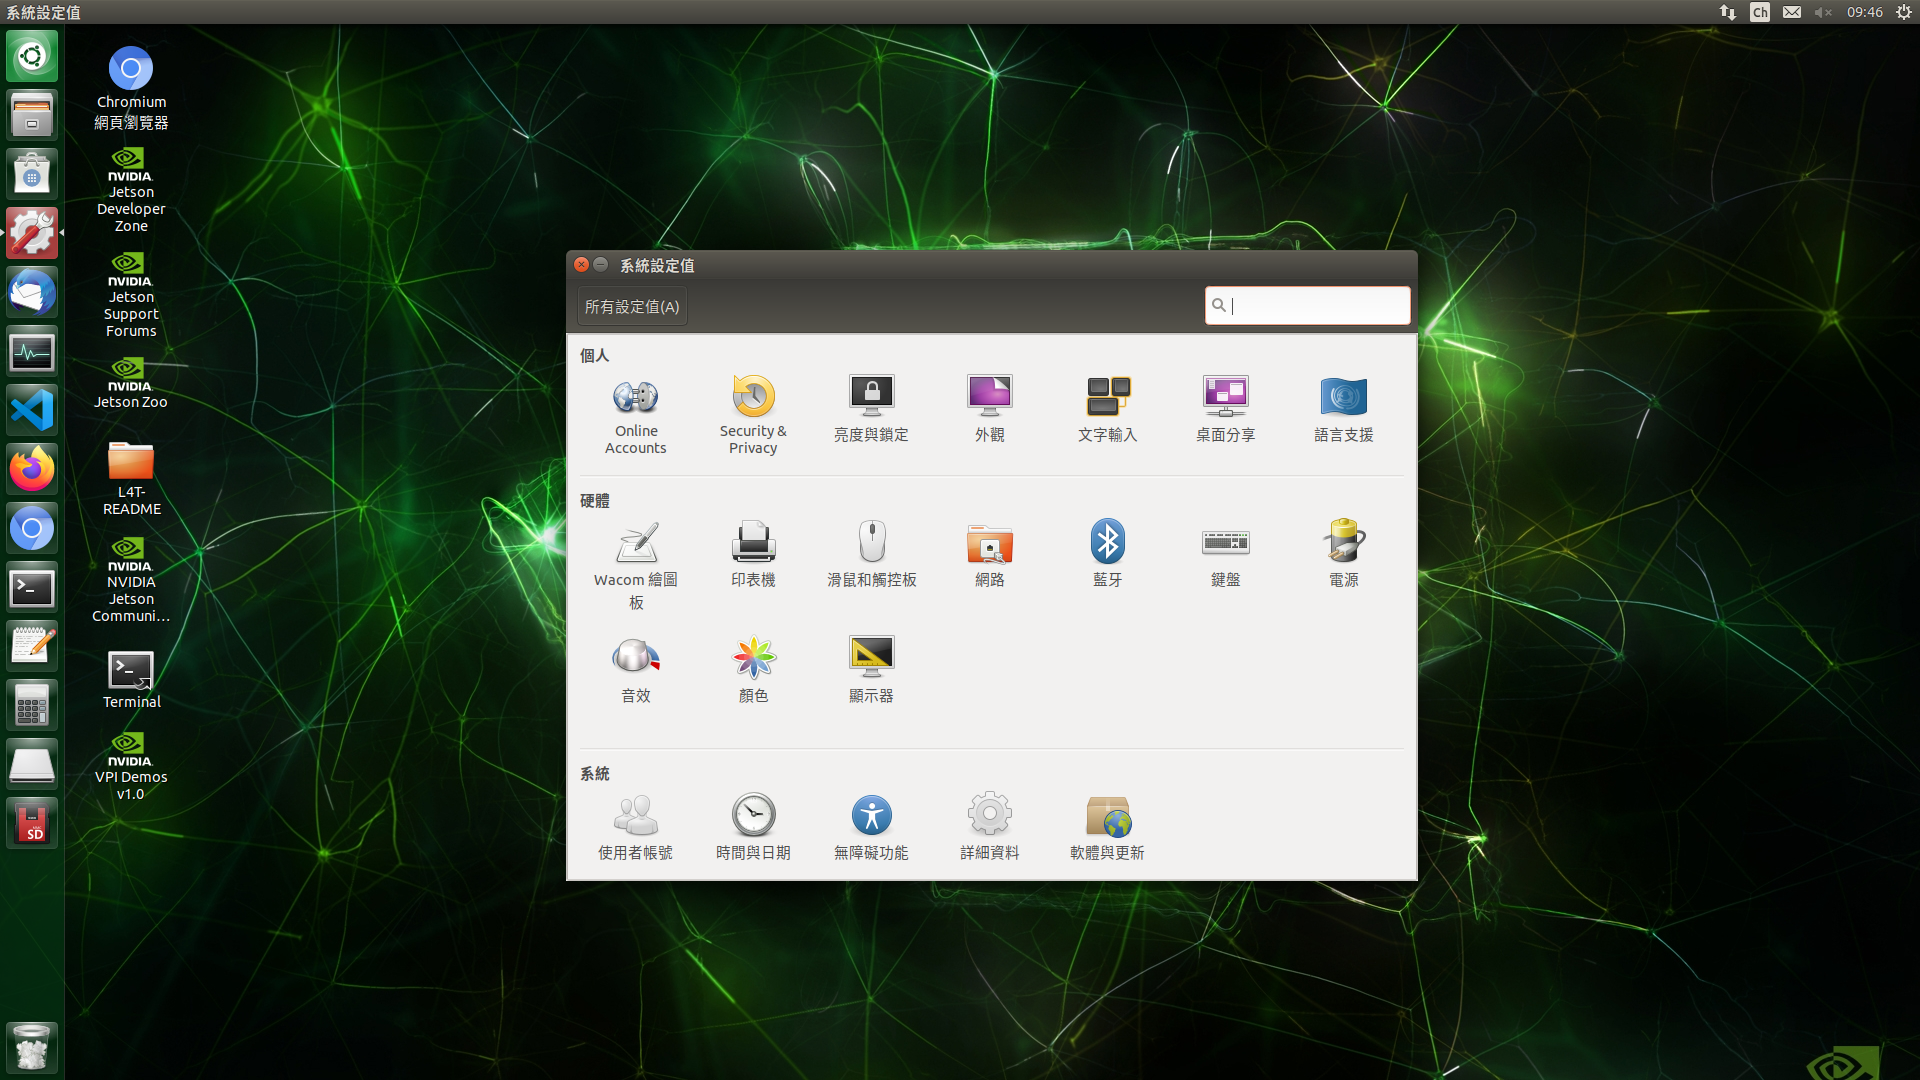 系統設定值
Ch
09:46
Chromium
網頁瀏覽器
NVIDIA.
Jetson
Developer
Zone
NVIDIA.
Jetson
Support
Forums
NVIDIA.
Jetson Zoo
L4T-
README
NVIDIA.
NVIDIA
Jetson
Communi...
>_
Terminal
NVIDIA.
VPI Demos
v1.0
>_
SD
系統設定值
所有設定值(A)
個人
Online
Accounts
Security &
Privacy
亮度與鎖定
外觀
文字輸入
桌面分享
語言支援
硬體
Wacom 繪圖
板
印表機
滑鼠和觸控板
網路
藍牙
鍵盤
電源
音效
顏色
顯示器
系統
使用者帳號
時間與日期
無障礙功能
詳細資料
軟體與更新